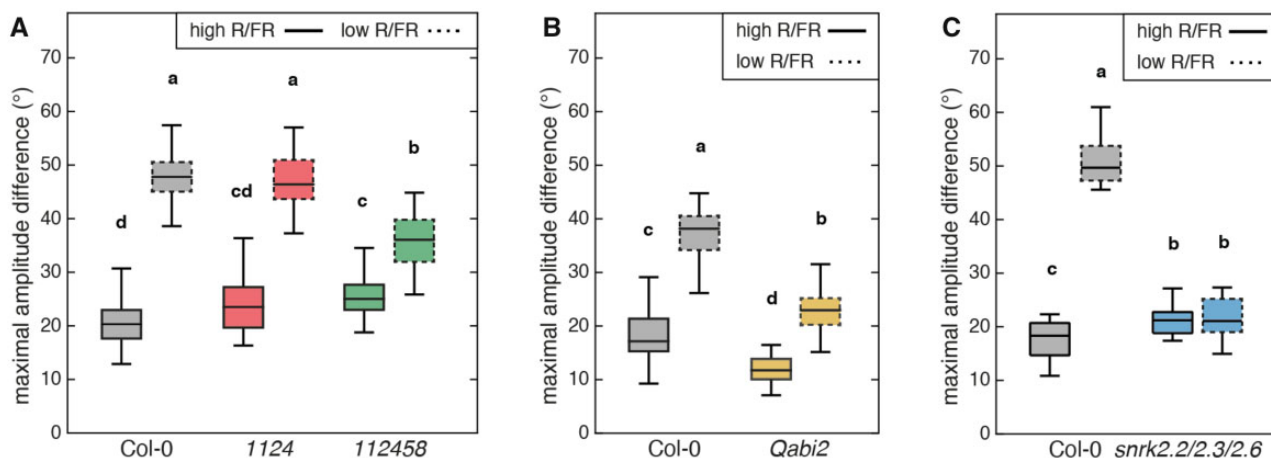 A
high R/FR low R/FR
maximal amplitude difference (°)
70
60
50
40
30
20
10
0
d
a
cd
a
c
b
Col-0 1124 112458
B
high R/FR
low R/FR
maximal amplitude difference (°)
70
60
50
40
30
20
10
0
c
a
d
b
Col-0 Qabi2
C
high R/FR
low R/FR
maximal amplitude difference (°)
70
60
50
40
30
20
10
0
c
a
b
b
Col-0 snrk2.2/2.3/2.6